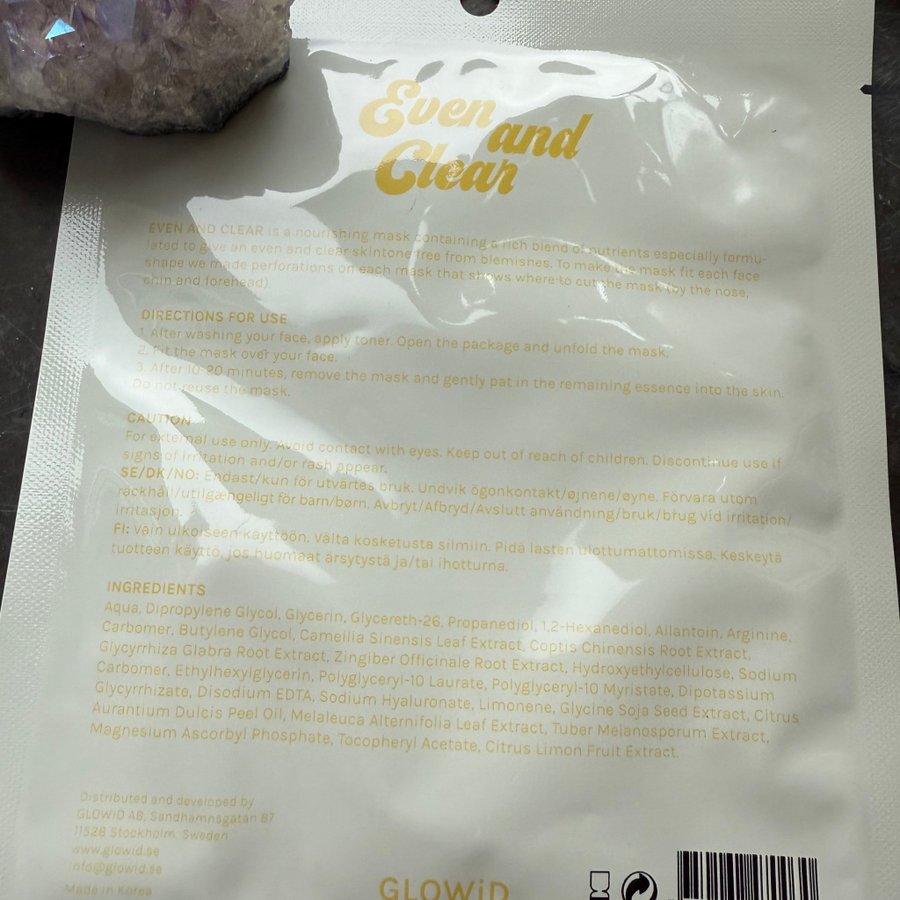 Even
and
Clear
EVEN AND CLEAR is a nourishing mask containing a rich blend of nutrients especially formu-
lated to give an even and clear skintone free from blemishes. To make the mask fit each face
shape we made perforations on each mask that shows where to cut the mask (by the nose,
chin and forehead)
DIRECTIONS FOR USE
1. After washing your face, apply toner. Open the package and unfold the mask.
2. Fit the mask over your face.
3. After 10-20 minutes, remove the mask and gently pat in the remaining essence into the skin.
Do not reuse the mask.
CAUTION
For external use only. Avoid contact with eyes. Keep out of reach of children. Discontinue use if
signs of irritation and/or rash appear.
SE/DK/NO: Endast/kun för utvärtes bruk. Undvik ögonkontakt/øjnene/øyne. Förvara utom
räckhåll/utilgængeligt för barn/børn. Avbryt/Afbryd/Avslutt användning/bruk/brug vid irritation/
irritasjon.
FI: Vain ulkoiseen käyttöön. Vältä kosketusta silmiin. Pidä lasten ulottumattomissa. Keskeytä
tuotteen käyttö, jos huomaat ärsytystä ja/tai ihotturna.
INGREDIENTS
Aqua, Dipropylene Glycol, Glycerin, Glycereth-26, Propanediol, 1,2-Hexanediol, Allantoin, Arginine,
Carbomer, Butylene Glycol, Camellia Sinensis Leaf Extract, Coptis Chinensis Root Extract,
Glycyrrhiza Glabra Root Extract, Zingiber Officinale Root Extract, Hydroxyethylcellulose, Sodium
Carbomer, Ethylhexylglycerin, Polyglyceryl-10 Laurate, Polyglyceryl-10 Myristate, Dipotassium
Glycyrrhizate, Disodium EDTA, Sodium Hyaluronate, Limonene, Glycine Soja Seed Extract, Citrus
Aurantium Dulcis Peel Oil, Melaleuca Alternifolia Leaf Extract, Tuber Melanosporum Extract,
Magnesium Ascorbyl Phosphate, Tocopheryl Acetate, Citrus Limon Fruit Extract.
Distributed and developed by
GLOWiD AB, Sandhamnsgatan 87
11528 Stockholm, Sweden
www.glowid.se
info@glowid.se
Made in Korea
GLOWiD